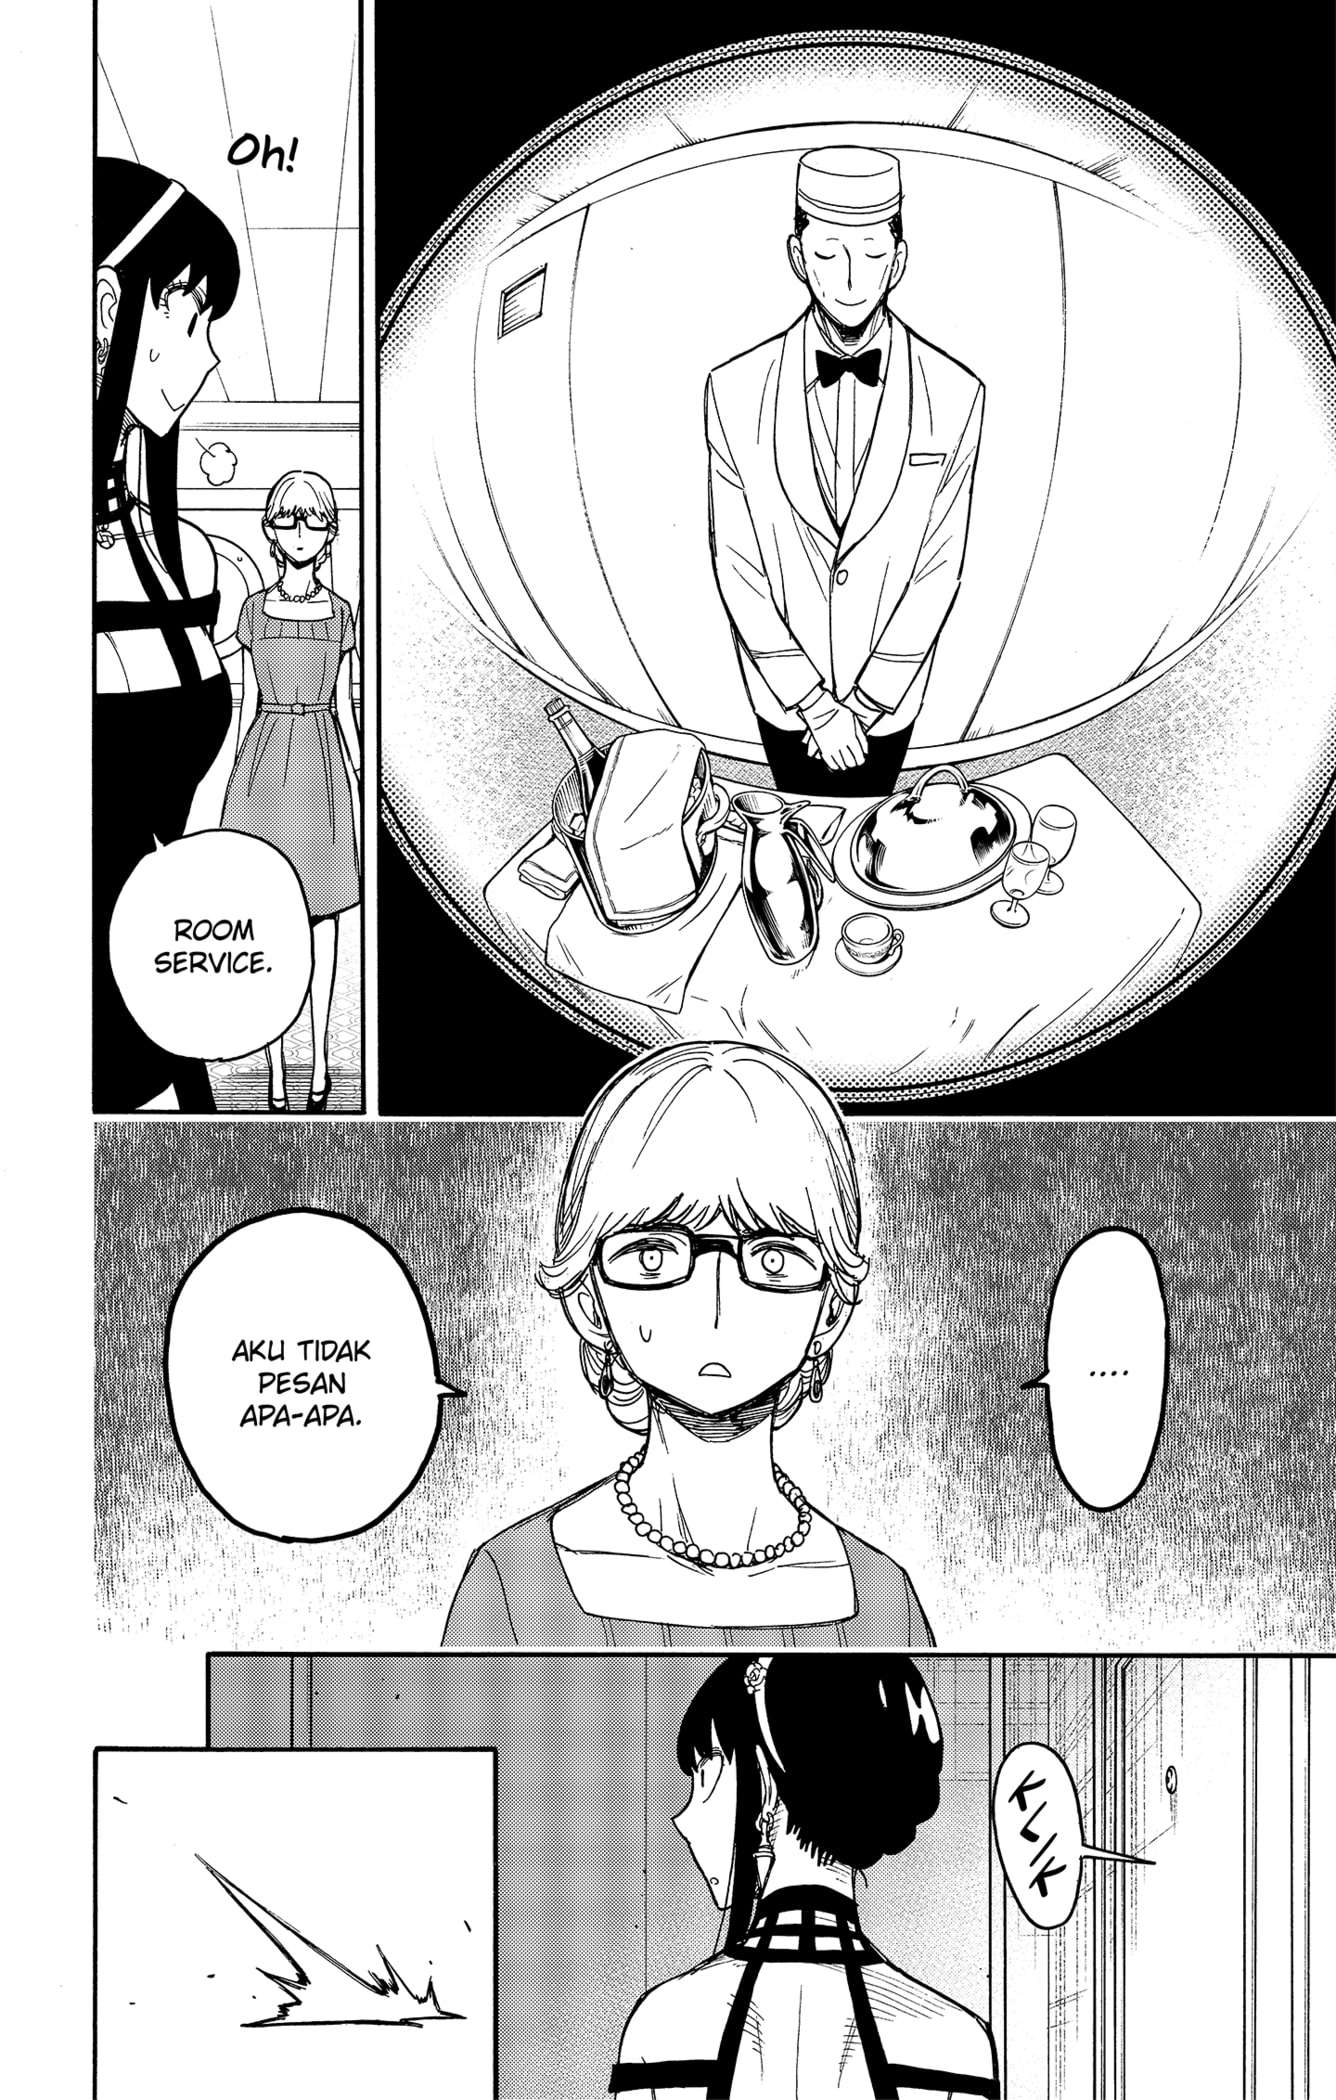 Oh!
ROOM
SERVICE.
....
AKU TIDAK
PESAN
APA-APA.
KLIK